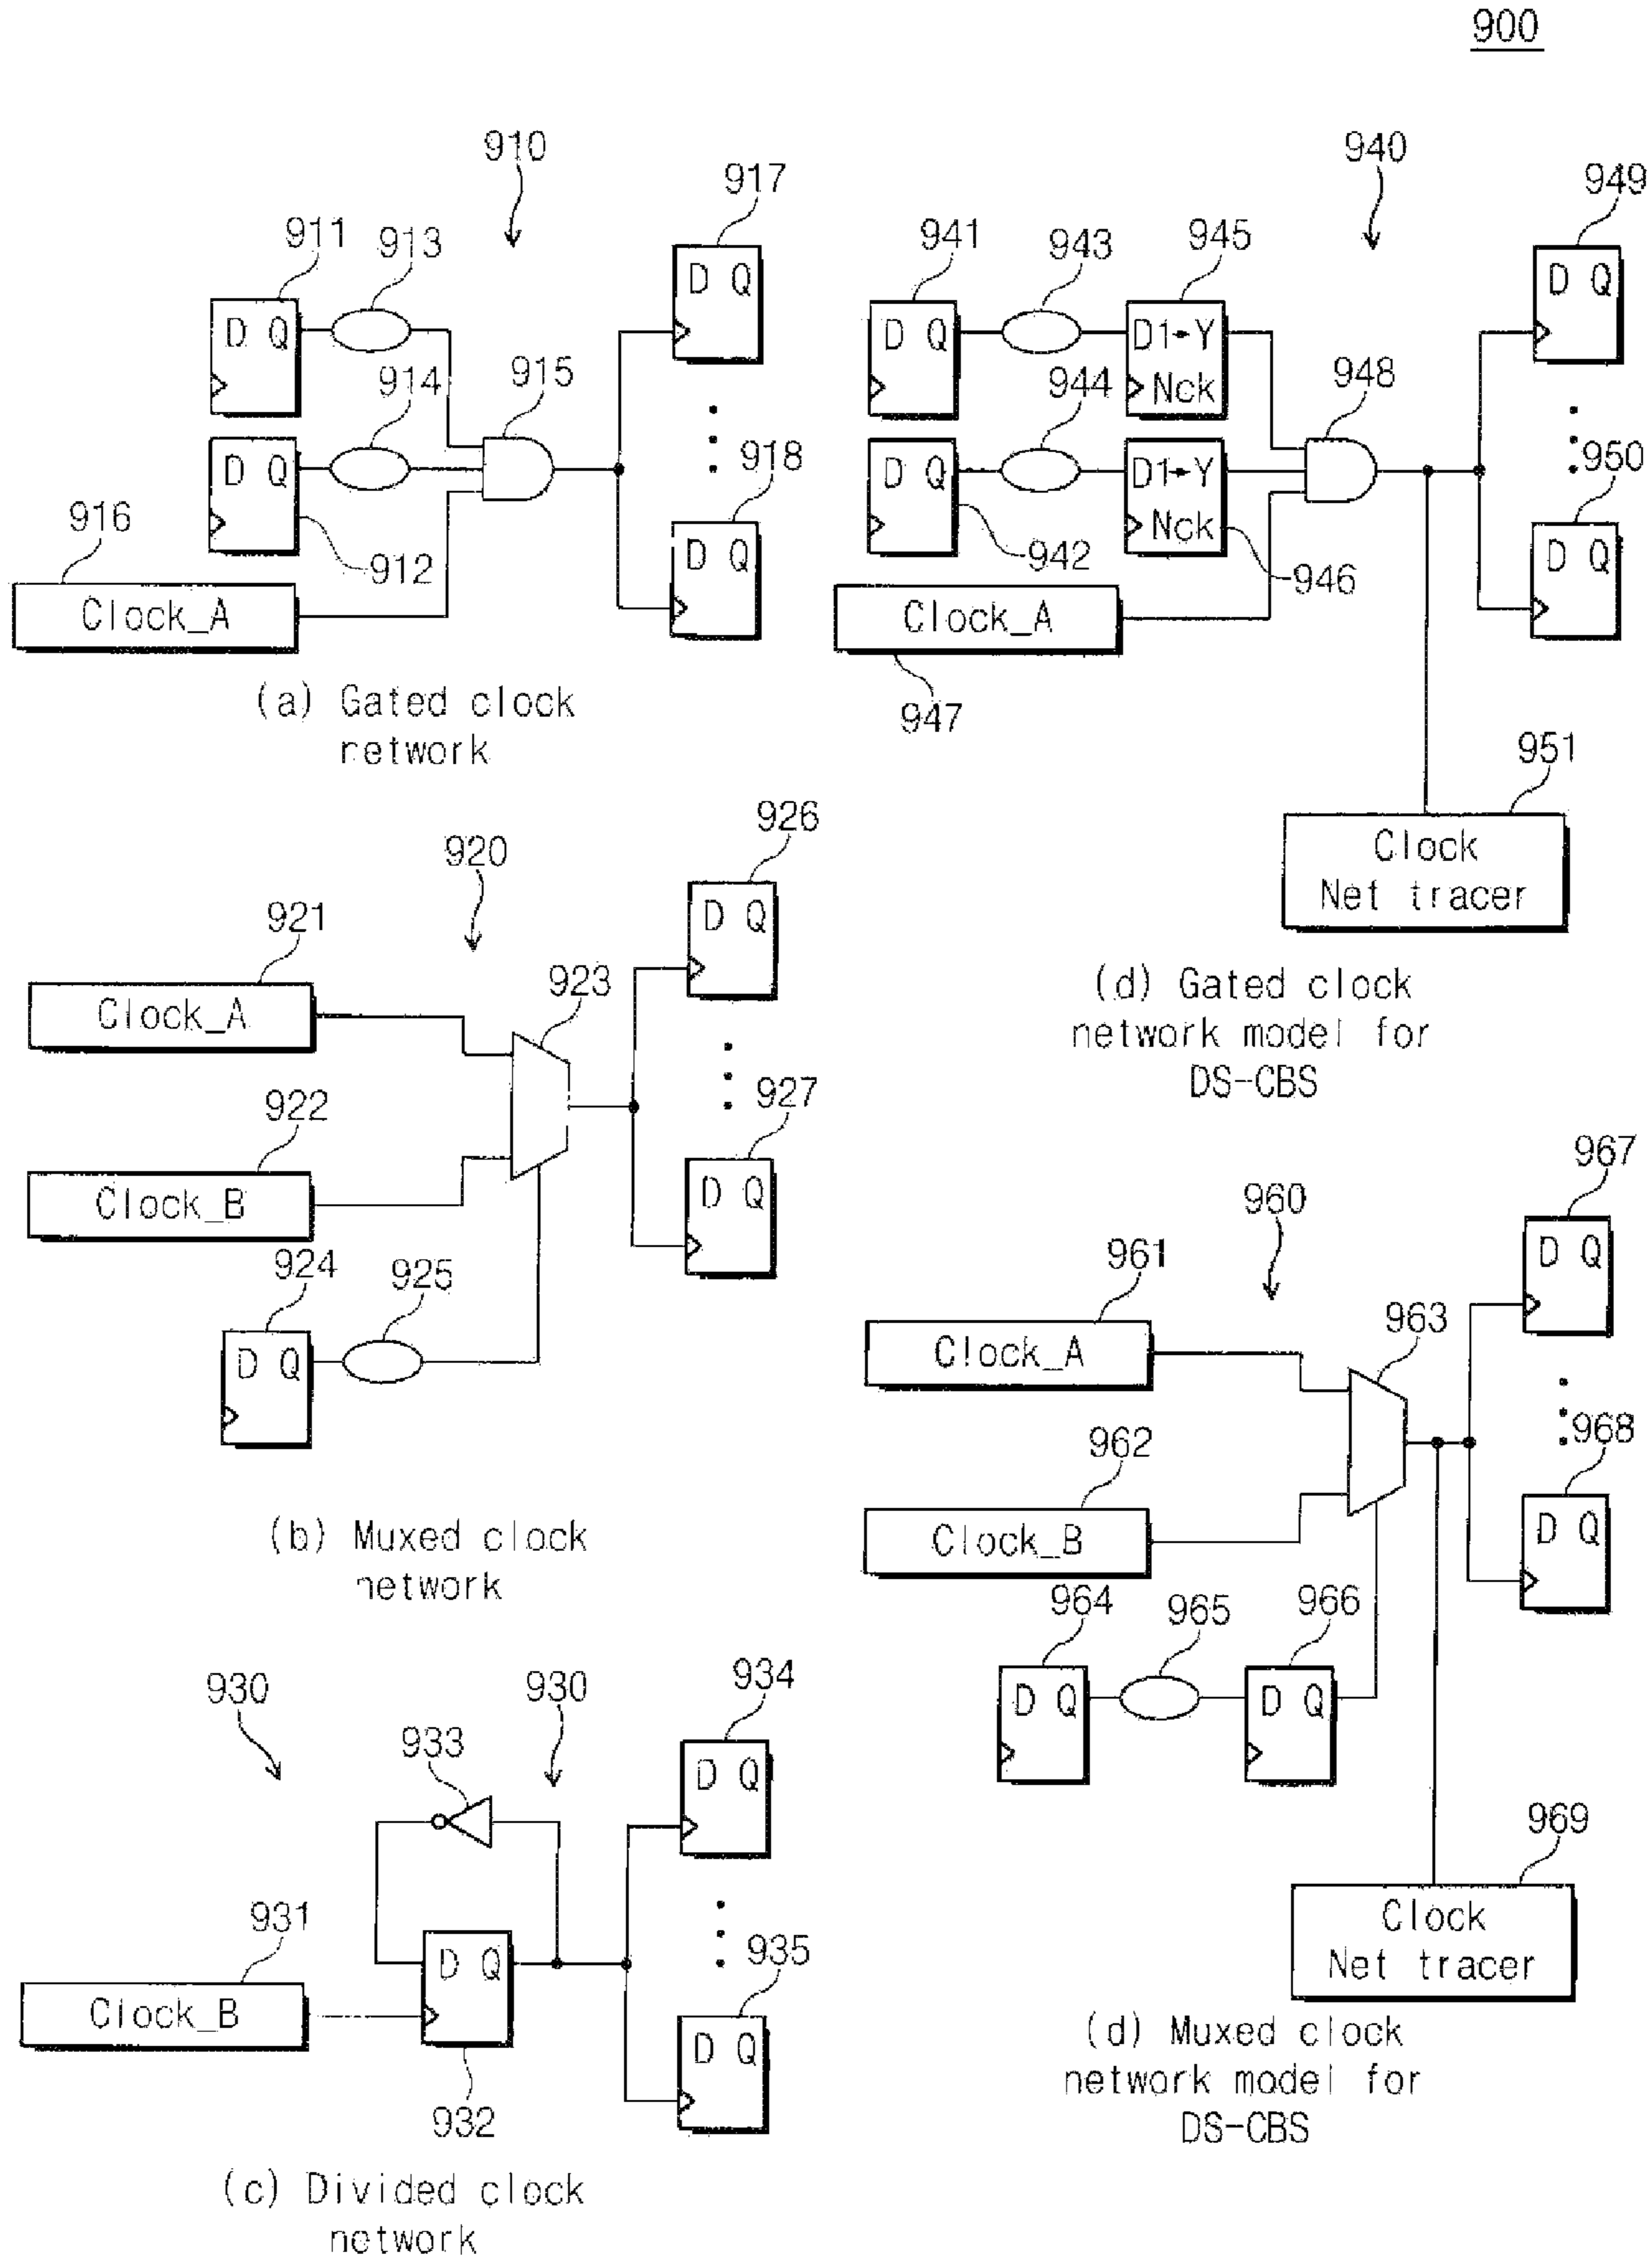 900
910
917
911
913
D Q
D Q
914
915
918
D Q
D Q
916
912
Clock_A
(a) Gated clock
network
940
949
941
943
945
D Q
D Q
D1→Y
Nck
944
948
950
D Q
D1→Y
Nck
D Q
942
946
Clock_A
947
951
Clock
Net tracer
(d) Gated clock
network model for
DS-CBS
920
926
921
923
D Q
Clock_A
922
927
Clock_B
D Q
924
925
D Q
(b) Muxed clock
network
960
967
961
963
D Q
Clock_A
962
968
Clock_B
D Q
964
965
966
D Q
D Q
969
Clock
Net tracer
(d) Muxed clock
network model for
DS-CBS
930
930
934
933
D Q
931
935
D Q
Clock_B
D Q
932
(c) Divided clock
network